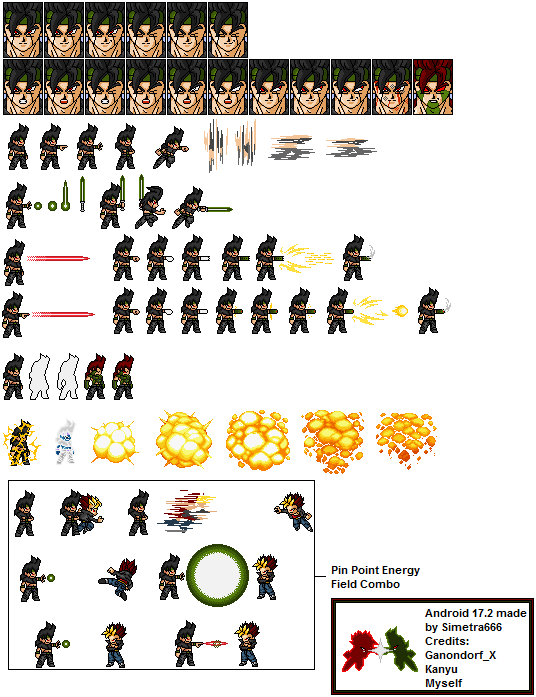 Pin Point Energy
Field Combo
Android 17.2 made
by Simetra666
Credits:
Ganondorf_X
Kanyu
Myself